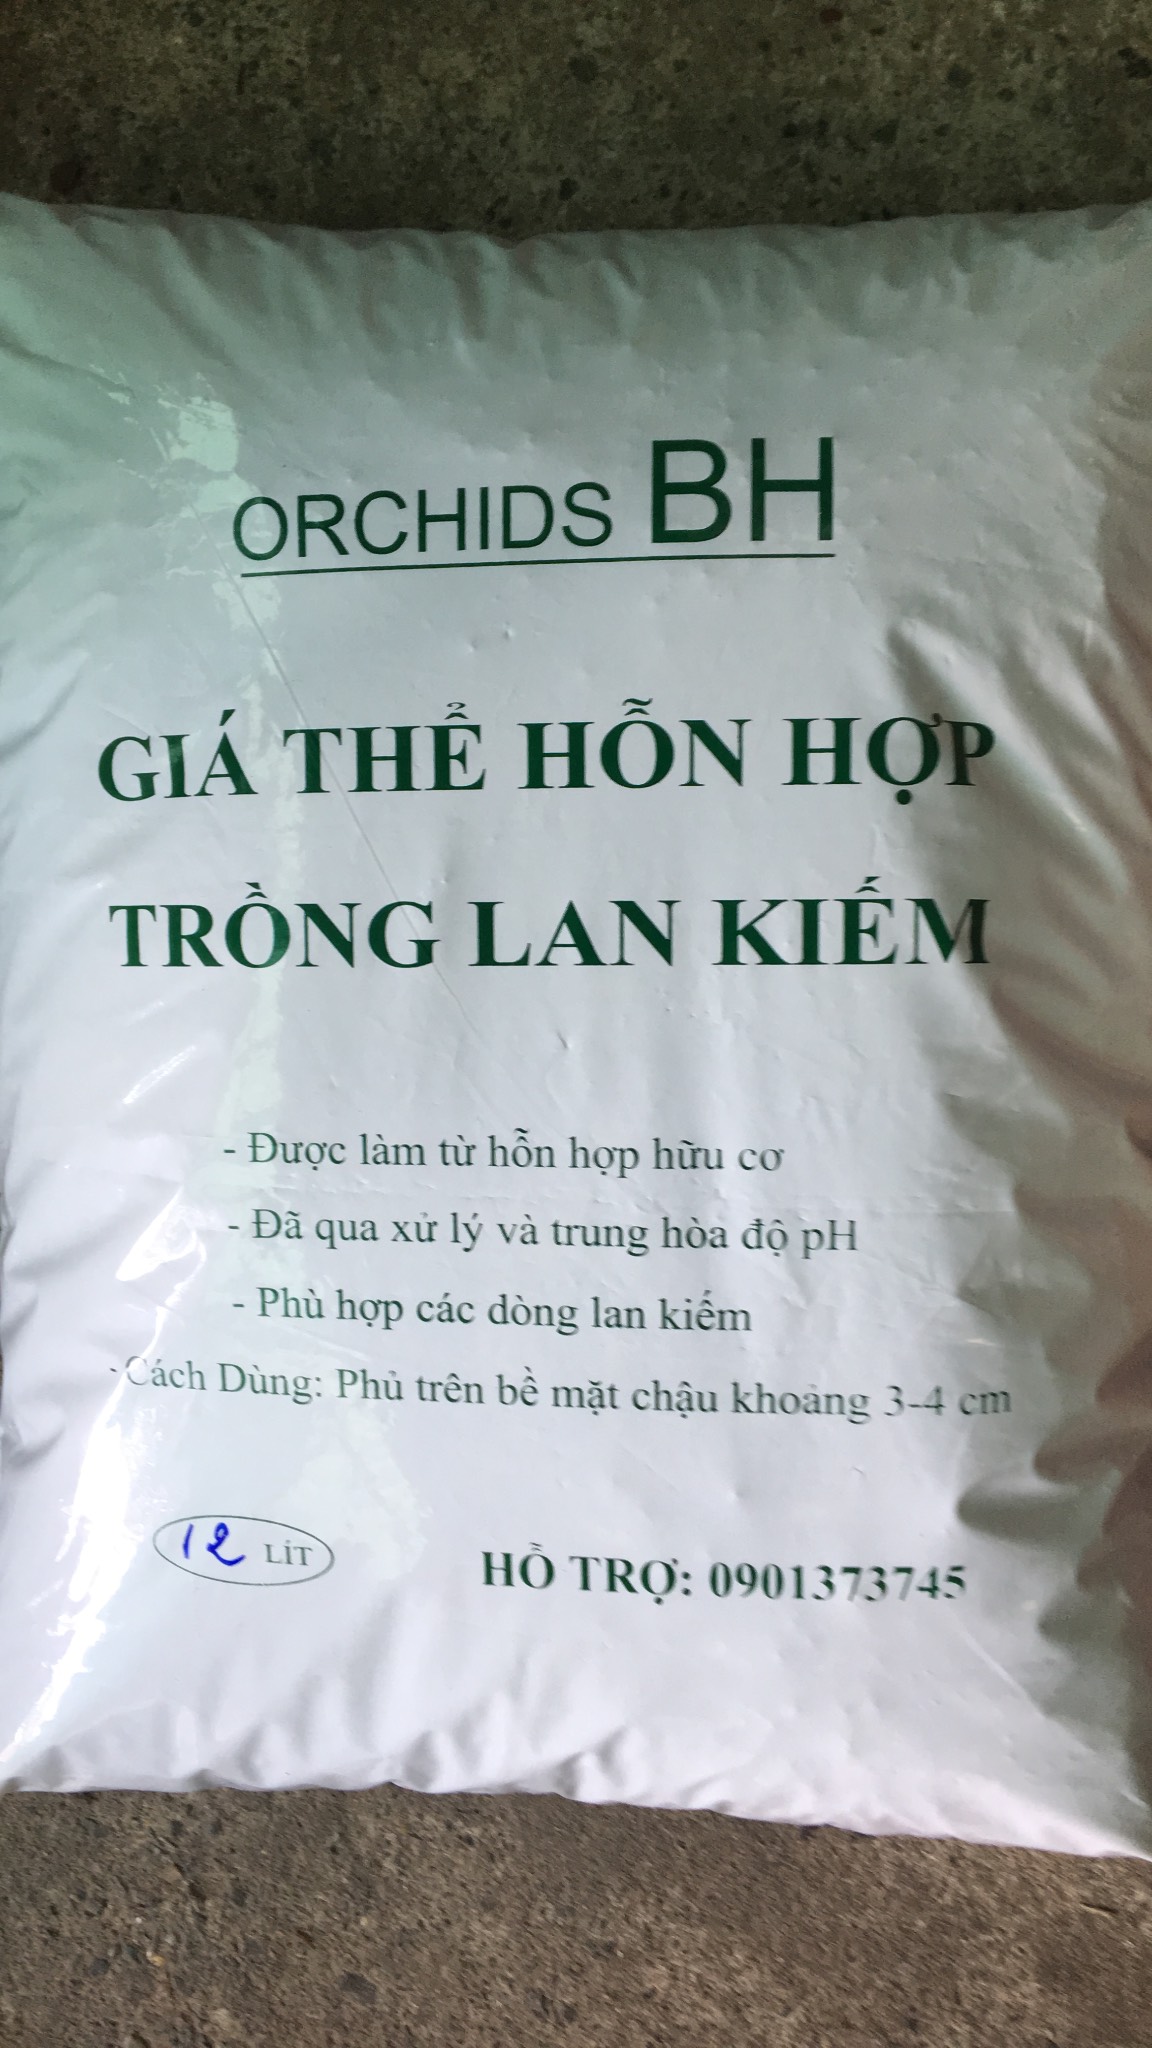 ORCHIDS BH
GIÁ THỂ HỖN HỢP
TRỒNG LAN KIẾM
- Được làm từ hỗn hợp hữu cơ
- Đã qua xử lý và trung hòa độ pH
- Phù hợp các dòng lan kiếm
- Cách Dùng: Phủ trên bề mặt chậu khoảng 3-4 cm
12 LÍT
HỖ TRỢ: 0901373745